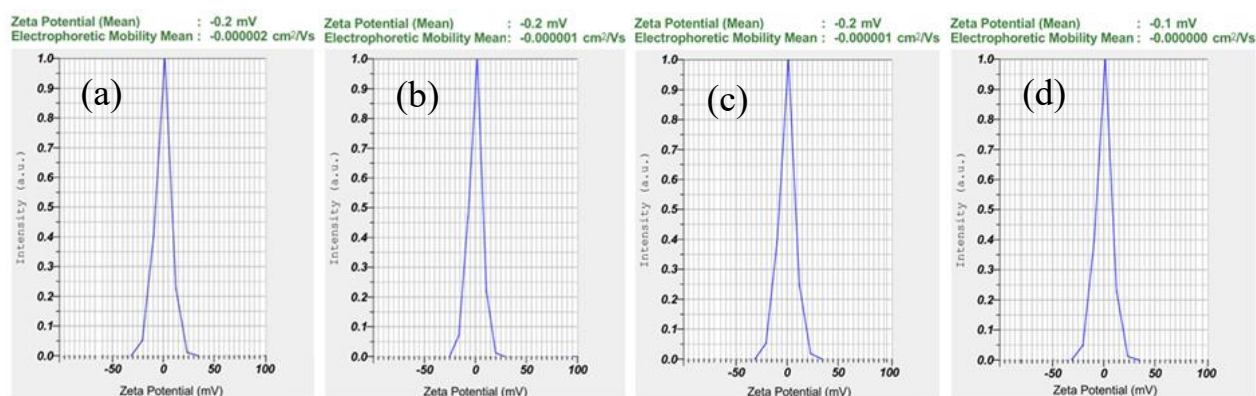 Zeta Potential (Mean) : -0.2 mV
Electrophoretic Mobility Mean : -0.000002 cm²/Vs
(a)
Intensity (a.u.)
1.0
0.9
0.8
0.7
0.6
0.5
0.4
0.3
0.2
0.1
0.0
-50 0 50 100
Zeta Potential (mV)
Zeta Potential (Mean) : -0.2 mV
Electrophoretic Mobility Mean : -0.000001 cm²/Vs
(b)
Intensity (a.u.)
1.0
0.9
0.8
0.7
0.6
0.5
0.4
0.3
0.2
0.1
0.0
-50 0 50 100
Zeta Potential (mV)
Zeta Potential (Mean) : -0.2 mV
Electrophoretic Mobility Mean : -0.000001 cm²/Vs
(c)
Intensity (a.u.)
1.0
0.9
0.8
0.7
0.6
0.5
0.4
0.3
0.2
0.1
0.0
-50 0 50 100
Zeta Potential (mV)
Zeta Potential (Mean) : -0.1 mV
Electrophoretic Mobility Mean : -0.000000 cm²/Vs
(d)
Intensity (a.u.)
1.0
0.9
0.8
0.7
0.6
0.5
0.4
0.3
0.2
0.1
0.0
-50 0 50 100
Zeta Potential (mV)